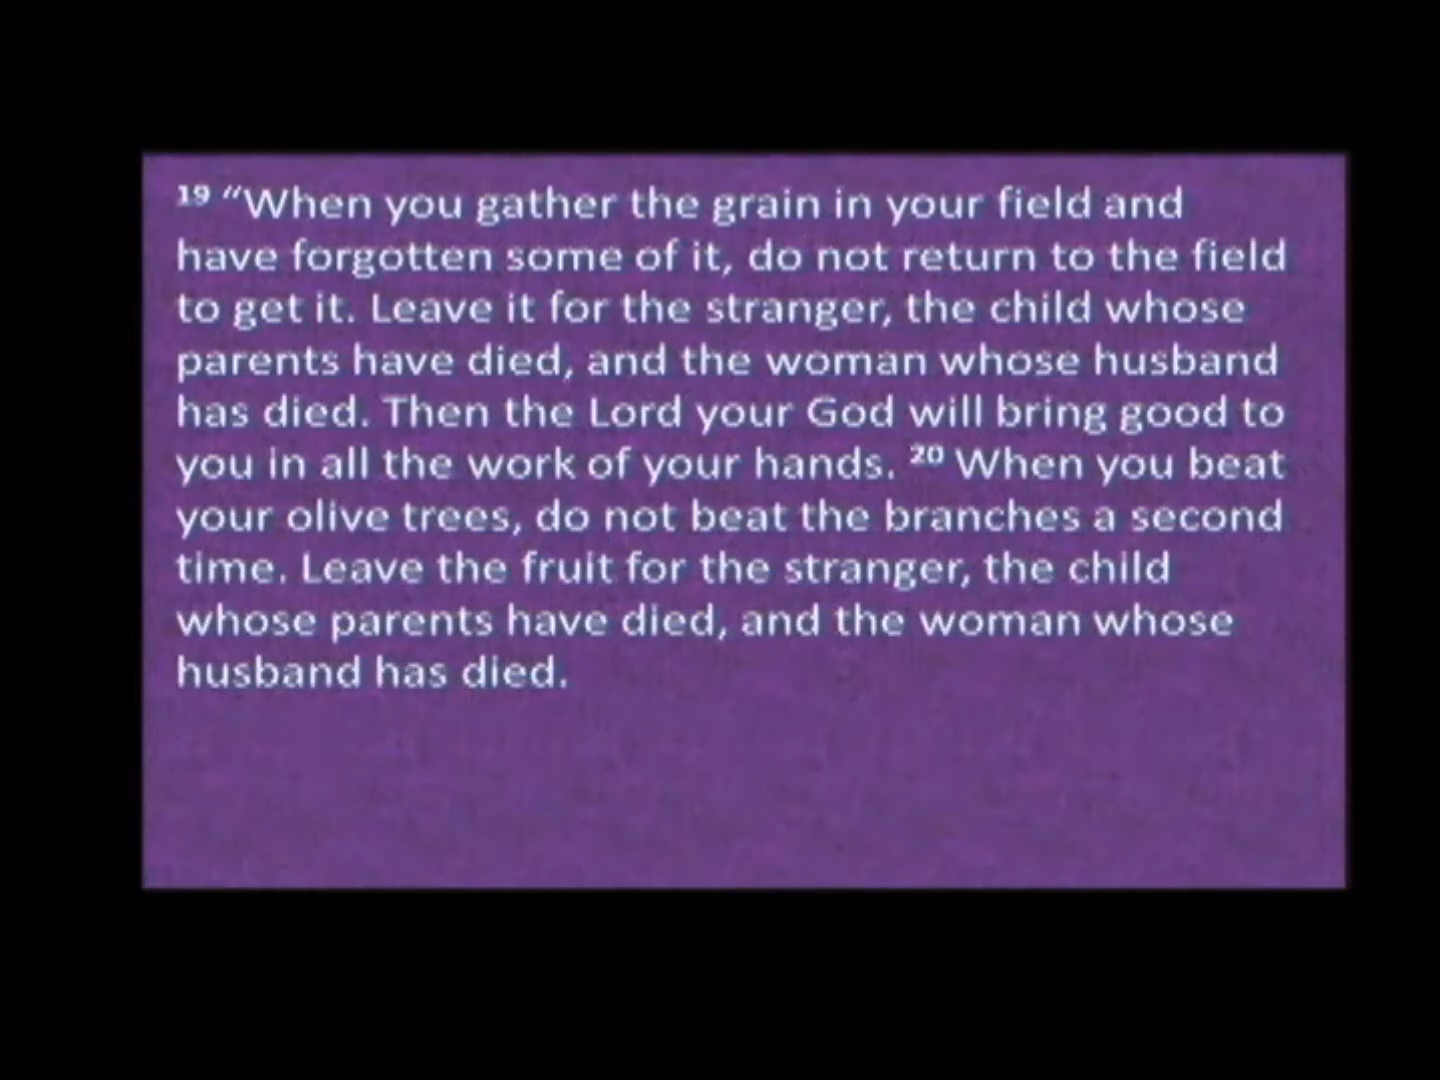 19 “When you gather the grain in your field and
have forgotten some of it, do not return to the field
to get it. Leave it for the stranger, the child whose
parents have died, and the woman whose husband
has died. Then the Lord your God will bring good to
you in all the work of your hands. 20 When you beat
your olive trees, do not beat the branches a second
time. Leave the fruit for the stranger, the child
whose parents have died, and the woman whose
husband has died.